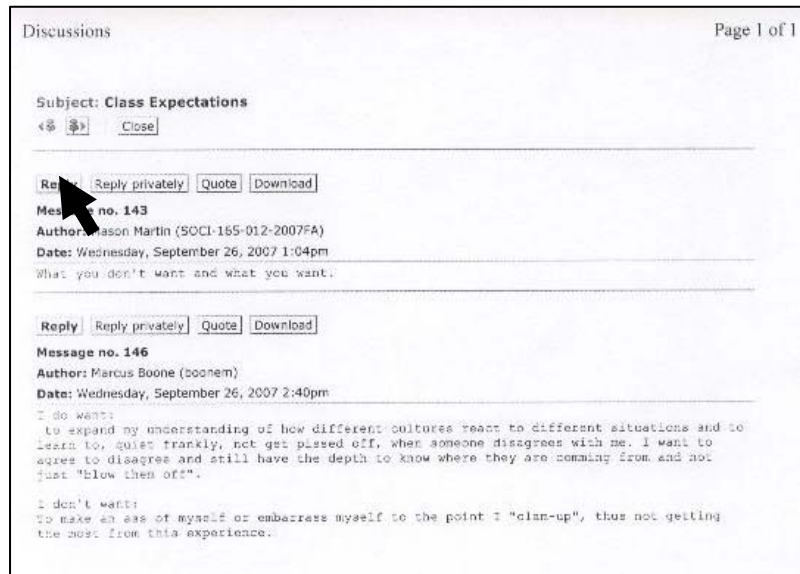 Discussions Page 1 of 1
Subject: Class Expectations
Close
Reply Reply privately Quote Download
Message no. 143
Author: Mason Martin (SOCI-165-012-2007FA)
Date: Wednesday, September 26, 2007 1:04pm
What you don't want and what you want.
Reply Reply privately Quote Download
Message no. 146
Author: Marcus Boone (boonem)
Date: Wednesday, September 26, 2007 2:40pm
I do want:
to expand my understanding of how different cultures react to different situations and to
learn to, quiet frankly, not get pissed off, when someone disagrees with me. I want to
agree to disagree and still have the depth to know where they are comming from and not
just "blow them off".
I don't want:
To make an ass of myself or embarrass myself to the point I "clam-up", thus not getting
the most from this experience.